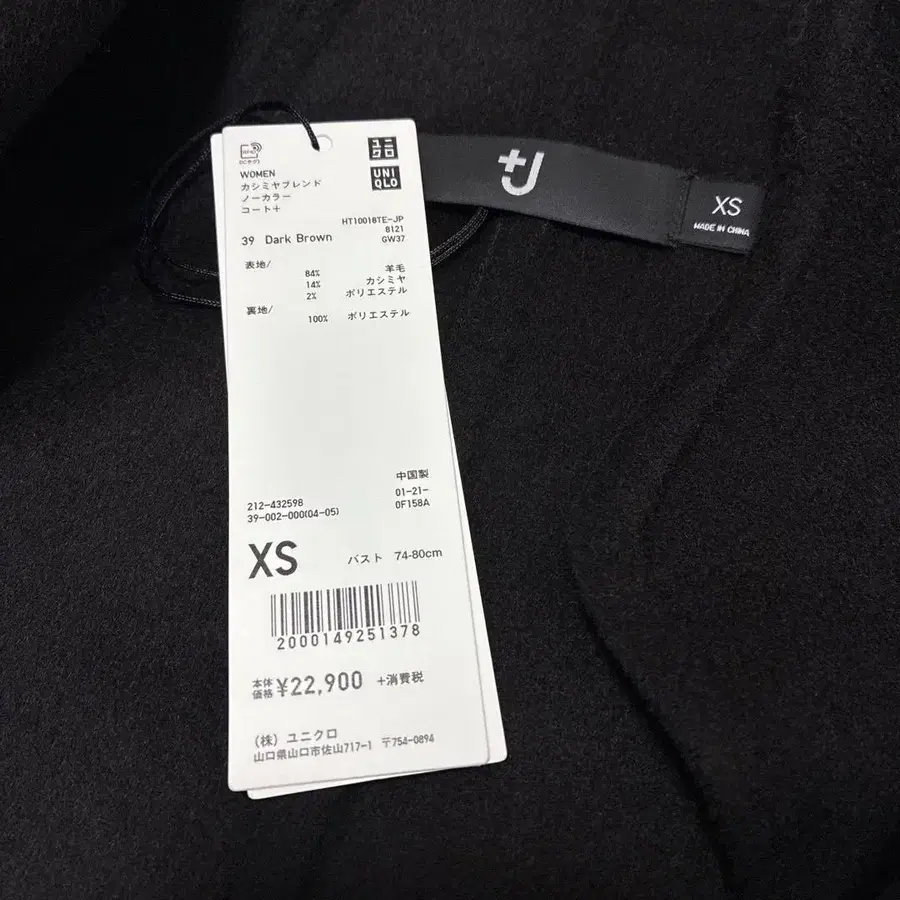 WOMEN
カシミヤブレンド
ノーカラー
コート+
ユニ
クロ
UNI
QLO
HT10018TE-JP
39 Dark Brown 8121
GW37
表地/
84% 羊毛
14% カシミヤ
2% ポリエステル
裏地/
100% ポリエステル
中国製
212-432598 01-21-
39-002-000(04-05) 0F158A
XS バスト 74-80cm
2000149251378
本体
価格 ¥22,900 +消費税
(株) ユニクロ
山口県山口市佐山717-1 〒754-0894
+J
XS
MADE IN CHINA